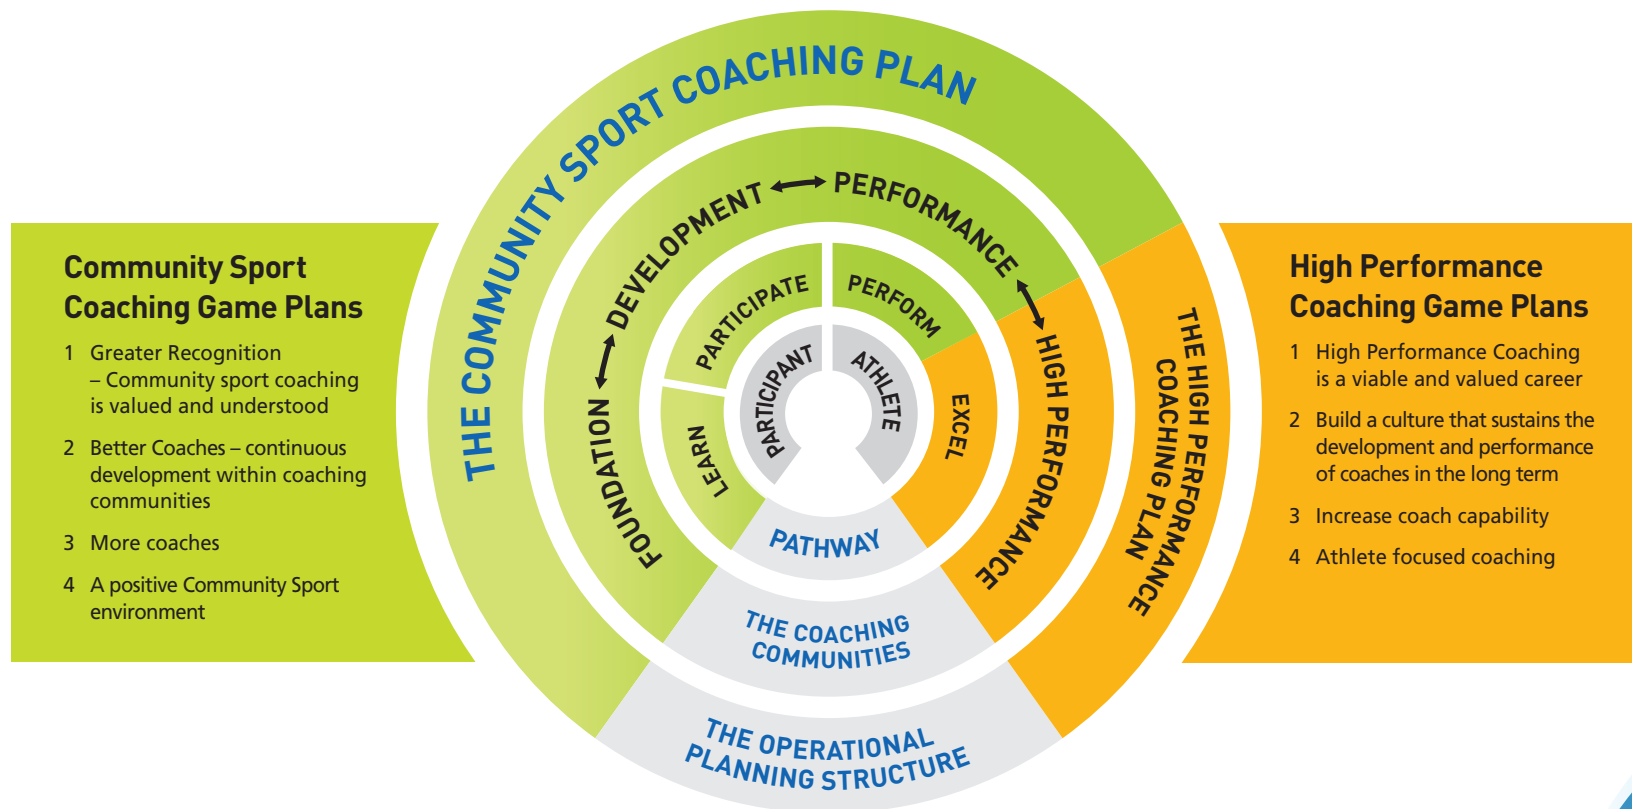 Community Sport
Coaching Game Plans
1 Greater Recognition
– Community sport coaching
is valued and understood
2 Better Coaches – continuous
development within coaching
communities
3 More coaches
4 A positive Community Sport
environment
THE COMMUNITY SPORT COACHING PLAN
FOUNDATION
DEVELOPMENT
PERFORMANCE
HIGH PERFORMANCE
LEARN
PARTICIPATE
PERFORM
EXCEL
PARTICIPANT
ATHLETE
PATHWAY
THE COACHING
COMMUNITIES
THE OPERATIONAL
PLANNING STRUCTURE
THE HIGH PERFORMANCE
COACHING PLAN
High Performance
Coaching Game Plans
1 High Performance Coaching
is a viable and valued career
2 Build a culture that sustains the
development and performance
of coaches in the long term
3 Increase coach capability
4 Athlete focused coaching